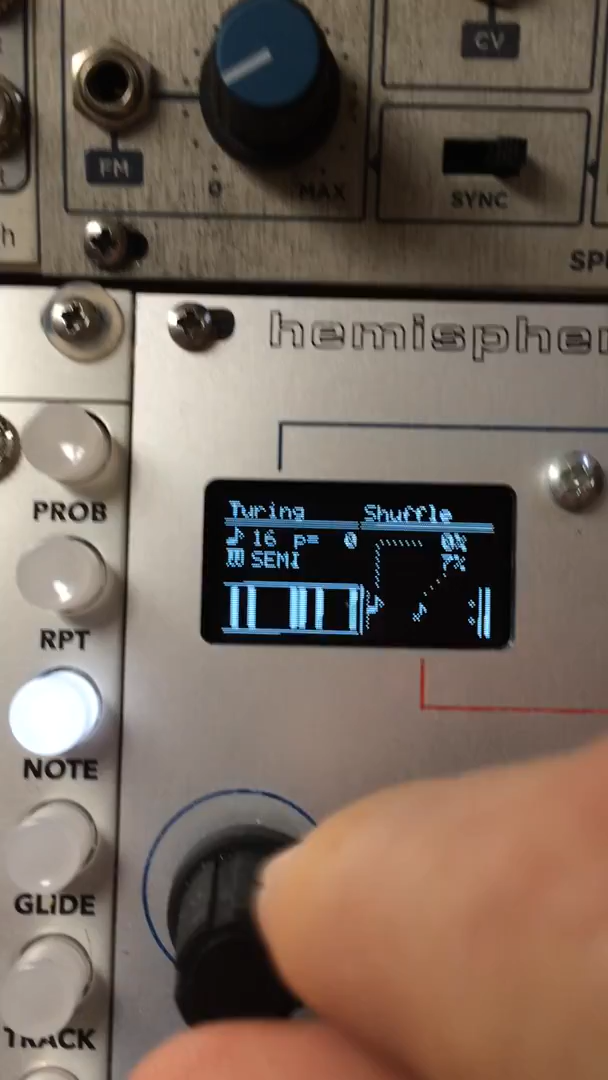 CV
FM
0
MAX
SYNC
h
hemispher
PROB
Turing
Shuffle
16 p= 0
0%
SEMI
7%
RPT
NOTE
GLIDE
TRACK